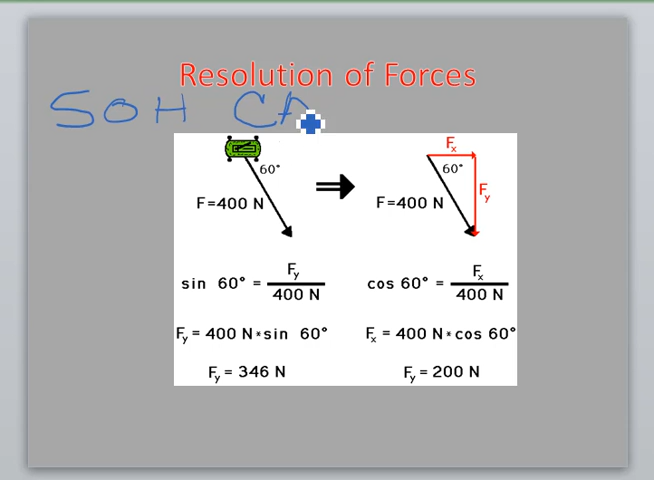 Resolution of Forces
SOH CA
60° Fx
60°
F=400 N F=400 N Fy
sin 60° = Fy / 400 N cos 60° = Fx / 400 N
Fy = 400 N*sin 60° Fx = 400 N*cos 60°
Fy = 346 N Fy = 200 N